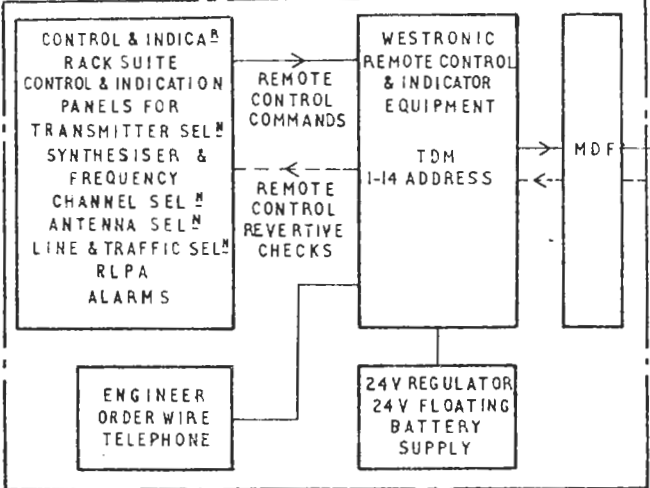 CONTROL & INDICAR
RACK SUITE
CONTROL & INDICATION
PANELS FOR
TRANSMITTER SELN
SYNTHESISER &
FREQUENCY
CHANNEL SELN
ANTENNA SELN
LINE & TRAFFIC SELN
RLPA
ALARMS
REMOTE
CONTROL
COMMANDS
REMOTE
CONTROL
REVERTIVE
CHECKS
WESTRONIC
REMOTE CONTROL
& INDICATOR
EQUIPMENT
TDM
1-14 ADDRESS
MDF
ENGINEER
ORDER WIRE
TELEPHONE
24V REGULATOR
24V FLOATING
BATTERY
SUPPLY